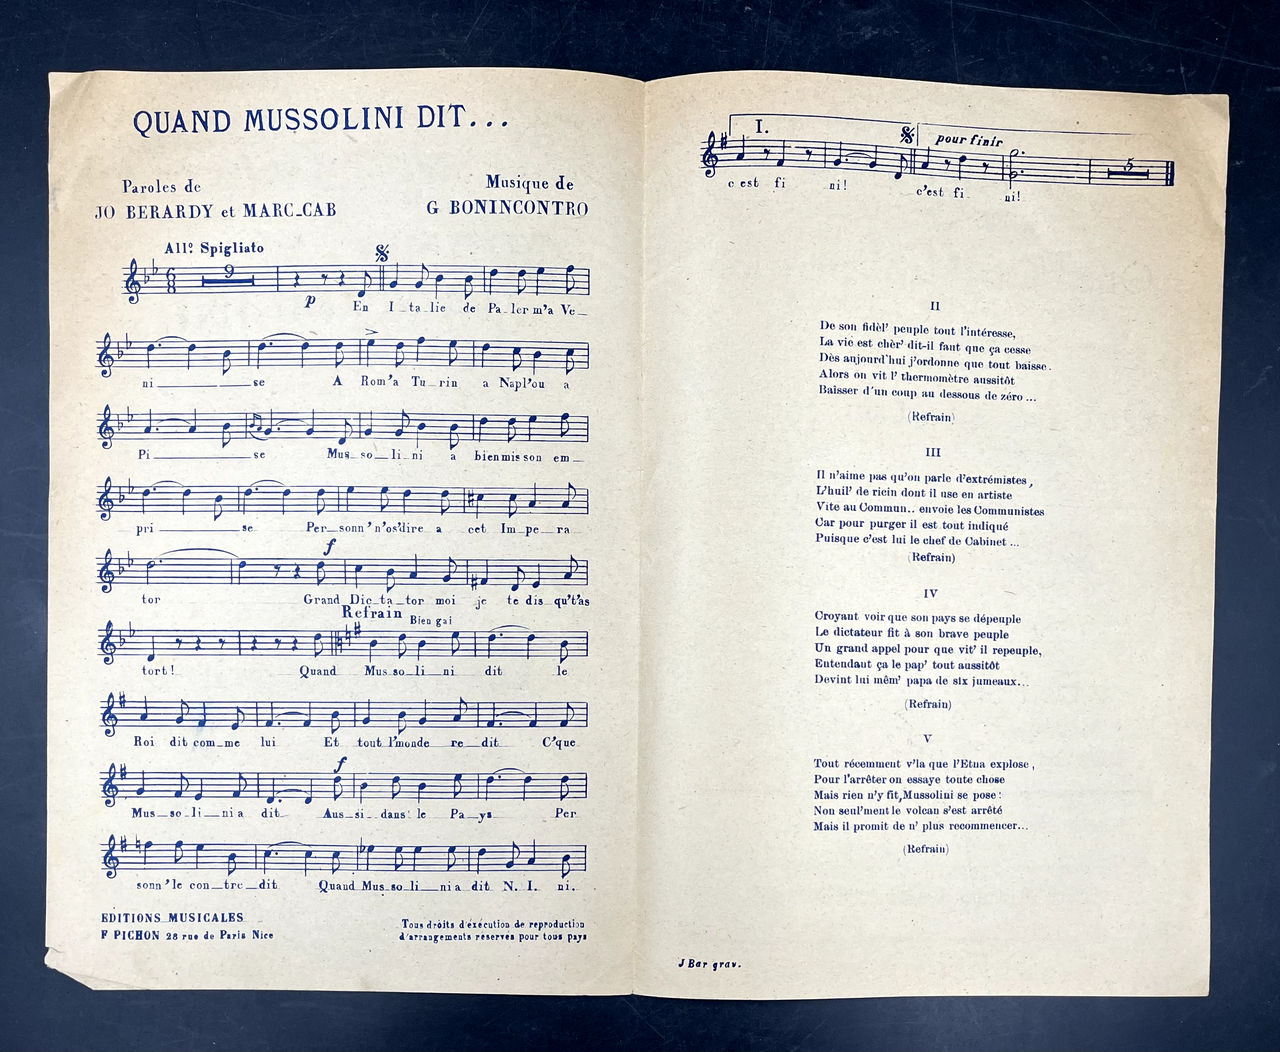 QUAND MUSSOLINI DIT...
Paroles de
JO BERARDY et MARC-CAB
Musique de
G BONINCONTRO
All° Spigliato
9
p
En I_ta_lie de Pa_ler m'a Ve_
ni_____se A Rom'a Tu_rin a Napl'ou a
Pi_____se Mus_so_li_ni a bien mis son em_
pri_____se Per_sonn'n'os'dire a cet Im_pe_ra
f
tor Grand Dic_ta_tor moi je te dis qu't'as
Refrain Bien gai
tort! Quand Mus_so_li_ni dit le
Roi dit com_me lui Et tout l'monde re_dit C'que
f
Mus_so_li_ni a dit Aus_si dans le Pa_ys Per
sonn'le con_tre_dit Quand Mus_so_li_ni a dit N. I. ni.
EDITIONS MUSICALES
F PICHON 28 rue de Paris Nice
Tous droits d'éxécution de reproduction
d'arrangements réservés pour tous pays
I.
pour finir
5
c'est fi ni! c'est fi_ ni!
II
De son fidèl' peuple tout l'intéresse,
La vie est chèr' dit-il faut que ça cesse
Dès aujourd'hui j'ordonne que tout baisse.
Alors on vit l' thermomètre aussitôt
Baisser d'un coup au dessous de zéro ...
(Refrain)
III
Il n'aime pas qu'on parle d'extrémistes,
L'huil' de ricin dont il use en artiste
Vite au Commun.. envoie les Communistes
Car pour purger il est tout indiqué
Puisque c'est lui le chef de Cabinet ...
(Refrain)
IV
Croyant voir que son pays se dépeuple
Le dictateur fit à son brave peuple
Un grand appel pour que vit' il repeuple,
Entendant ça le pap' tout aussitôt
Devint lui mêm' papa de six jumeaux...
(Refrain)
V
Tout récemment v'la que l'Etna explose,
Pour l'arrêter on essaye toute chose
Mais rien n'y fit, Mussolini se pose:
Non seul'ment le volcan s'est arrêté
Mais il promit de n' plus recommencer...
(Refrain)
J Bar grav.